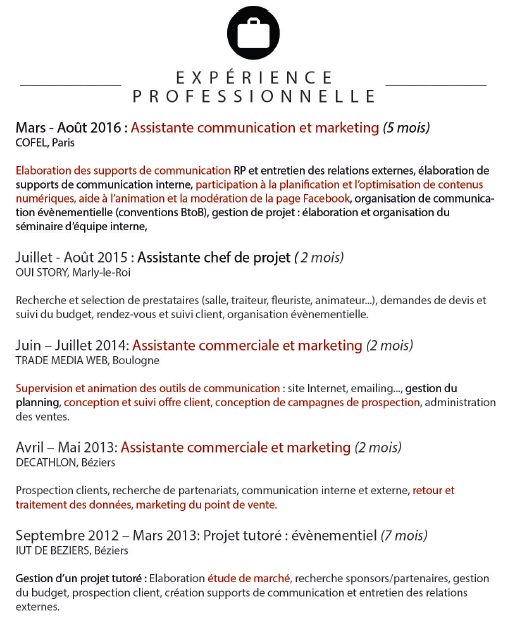 EXPÉRIENCE
PROFESSIONNELLE
Mars - Août 2016 : Assistante communication et marketing (5 mois)
COFEL, Paris
Elaboration des supports de communication RP et entretien des relations externes, élaboration de
supports de communication interne, participation à la planification et l'optimisation de contenus
numériques, aide à l'animation et la modération de la page Facebook, organisation de communica-
tion évènementielle (conventions BtoB), gestion de projet : élaboration et organisation du
séminaire d'équipe interne,
Juillet - Août 2015 : Assistante chef de projet ( 2 mois)
OUI STORY, Marly-le-Roi
Recherche et selection de prestataires (salle, traiteur, fleuriste, animateur...), demandes de devis et
suivi du budget, rendez-vous et suivi client, organisation évènementielle.
Juin – Juillet 2014: Assistante commerciale et marketing (2 mois)
TRADE MEDIA WEB, Boulogne
Supervision et animation des outils de communication : site Internet, emailing..., gestion du
planning, conception et suivi offre client, conception de campagnes de prospection, administration
des ventes.
Avril – Mai 2013: Assistante commerciale et marketing (2 mois)
DECATHLON, Béziers
Prospection clients, recherche de partenariats, communication interne et externe, retour et
traitement des données, marketing du point de vente.
Septembre 2012 – Mars 2013: Projet tutoré : évènementiel (7 mois)
IUT DE BEZIERS, Béziers
Gestion d'un projet tutoré : Elaboration étude de marché, recherche sponsors/partenaires, gestion
du budget, prospection client, création supports de communication et entretien des relations
externes.